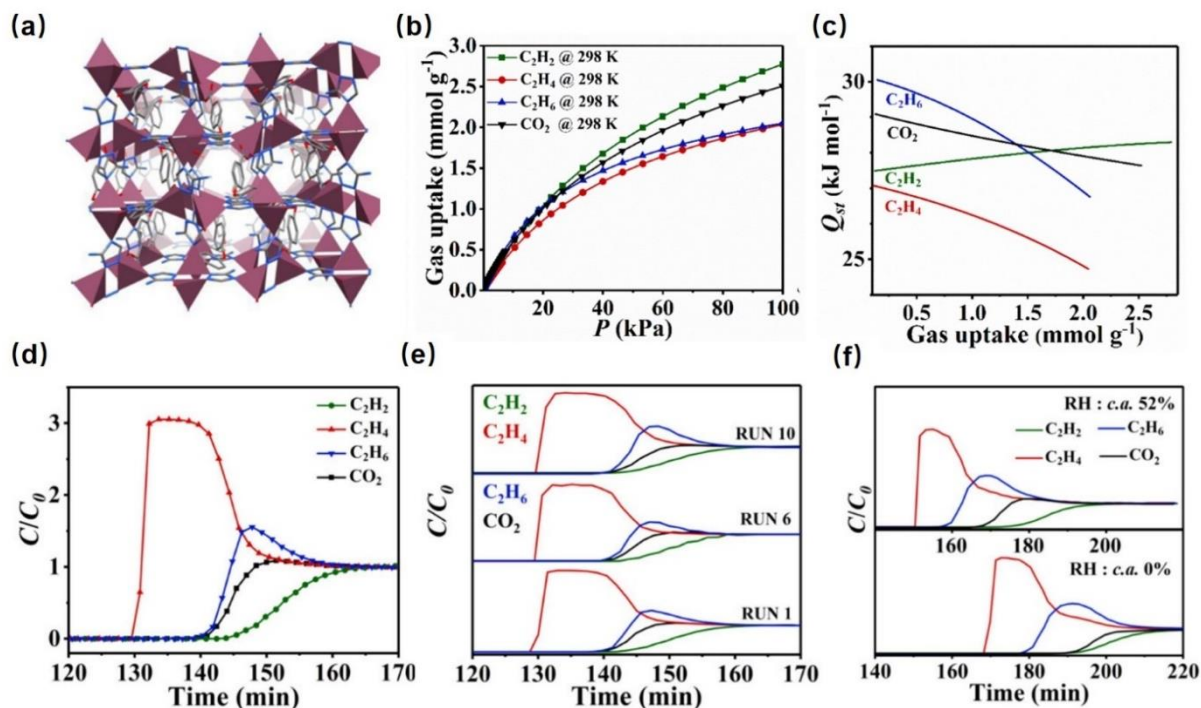 (a)
(b)
3.0
2.5
2.0
1.5
1.0
0.5
0.0
Gas uptake (mmol g⁻¹)
C₂H₂ @ 298 K
C₂H₄ @ 298 K
C₂H₆ @ 298 K
CO₂ @ 298 K
20 40 60 80 100
P (kPa)
(c)
30
25
Qst (kJ mol⁻¹)
C₂H₆
CO₂
C₂H₂
C₂H₄
0.5 1.0 1.5 2.0 2.5
Gas uptake (mmol g⁻¹)
(d)
3
2
1
0
C/C₀
C₂H₂
C₂H₄
C₂H₆
CO₂
120 130 140 150 160 170
Time (min)
(e)
C/C₀
C₂H₂
C₂H₄
RUN 10
C₂H₆
CO₂
RUN 6
RUN 1
120 130 140 150 160 170
Time (min)
(f)
C/C₀
RH : c.a. 52%
C₂H₂ C₂H₆
C₂H₄ CO₂
160 180 200
RH : c.a. 0%
140 160 180 200 220
Time (min)